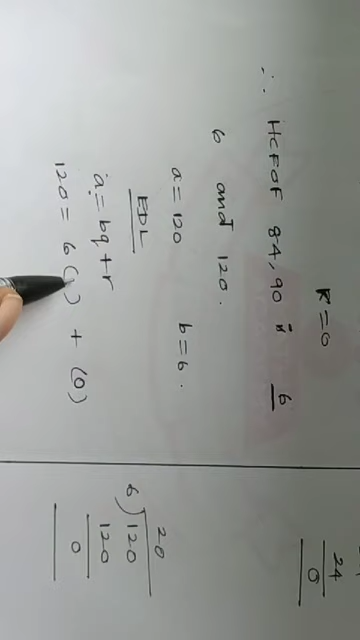 R = 0
∴ HCF OF 84, 90 is 6
6 and 120.
a = 120 b = 6.
EDL
a = bq + r
120 = 6 ( ) + (0)
24
0
20
6 ) 120
120
0